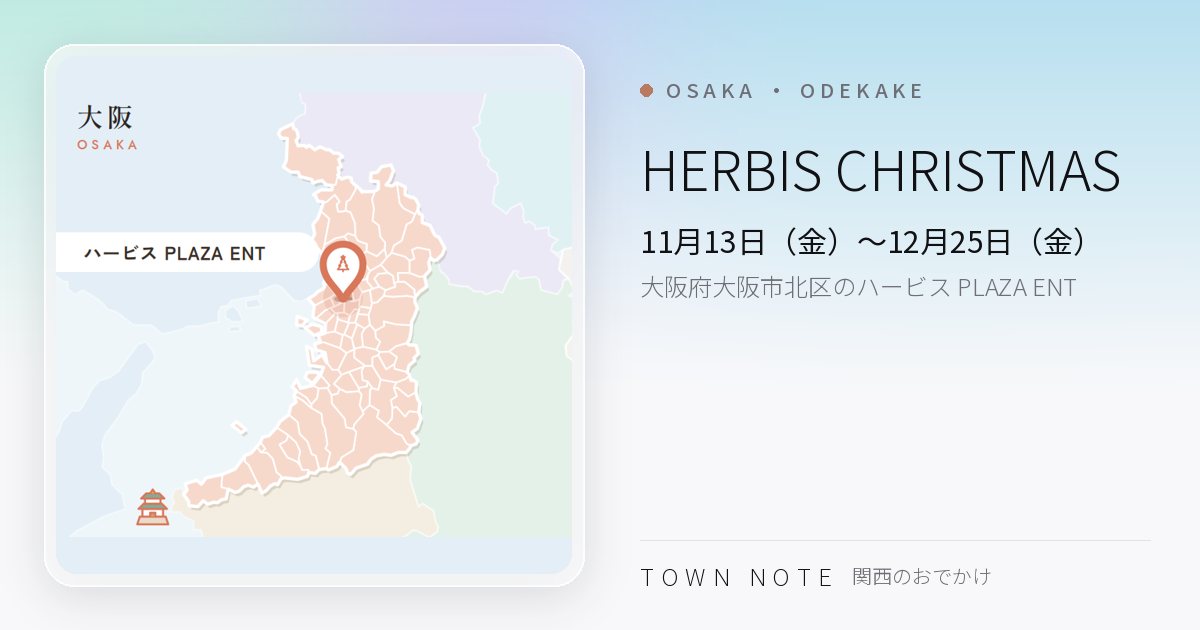 大阪
OSAKA
ハービス PLAZA ENT
OSAKA • ODEKAKE
HERBIS CHRISTMAS
11月13日（金）～12月25日（金）
大阪府大阪市北区のハービス PLAZA ENT
TOWN NOTE 関西のおでかけ